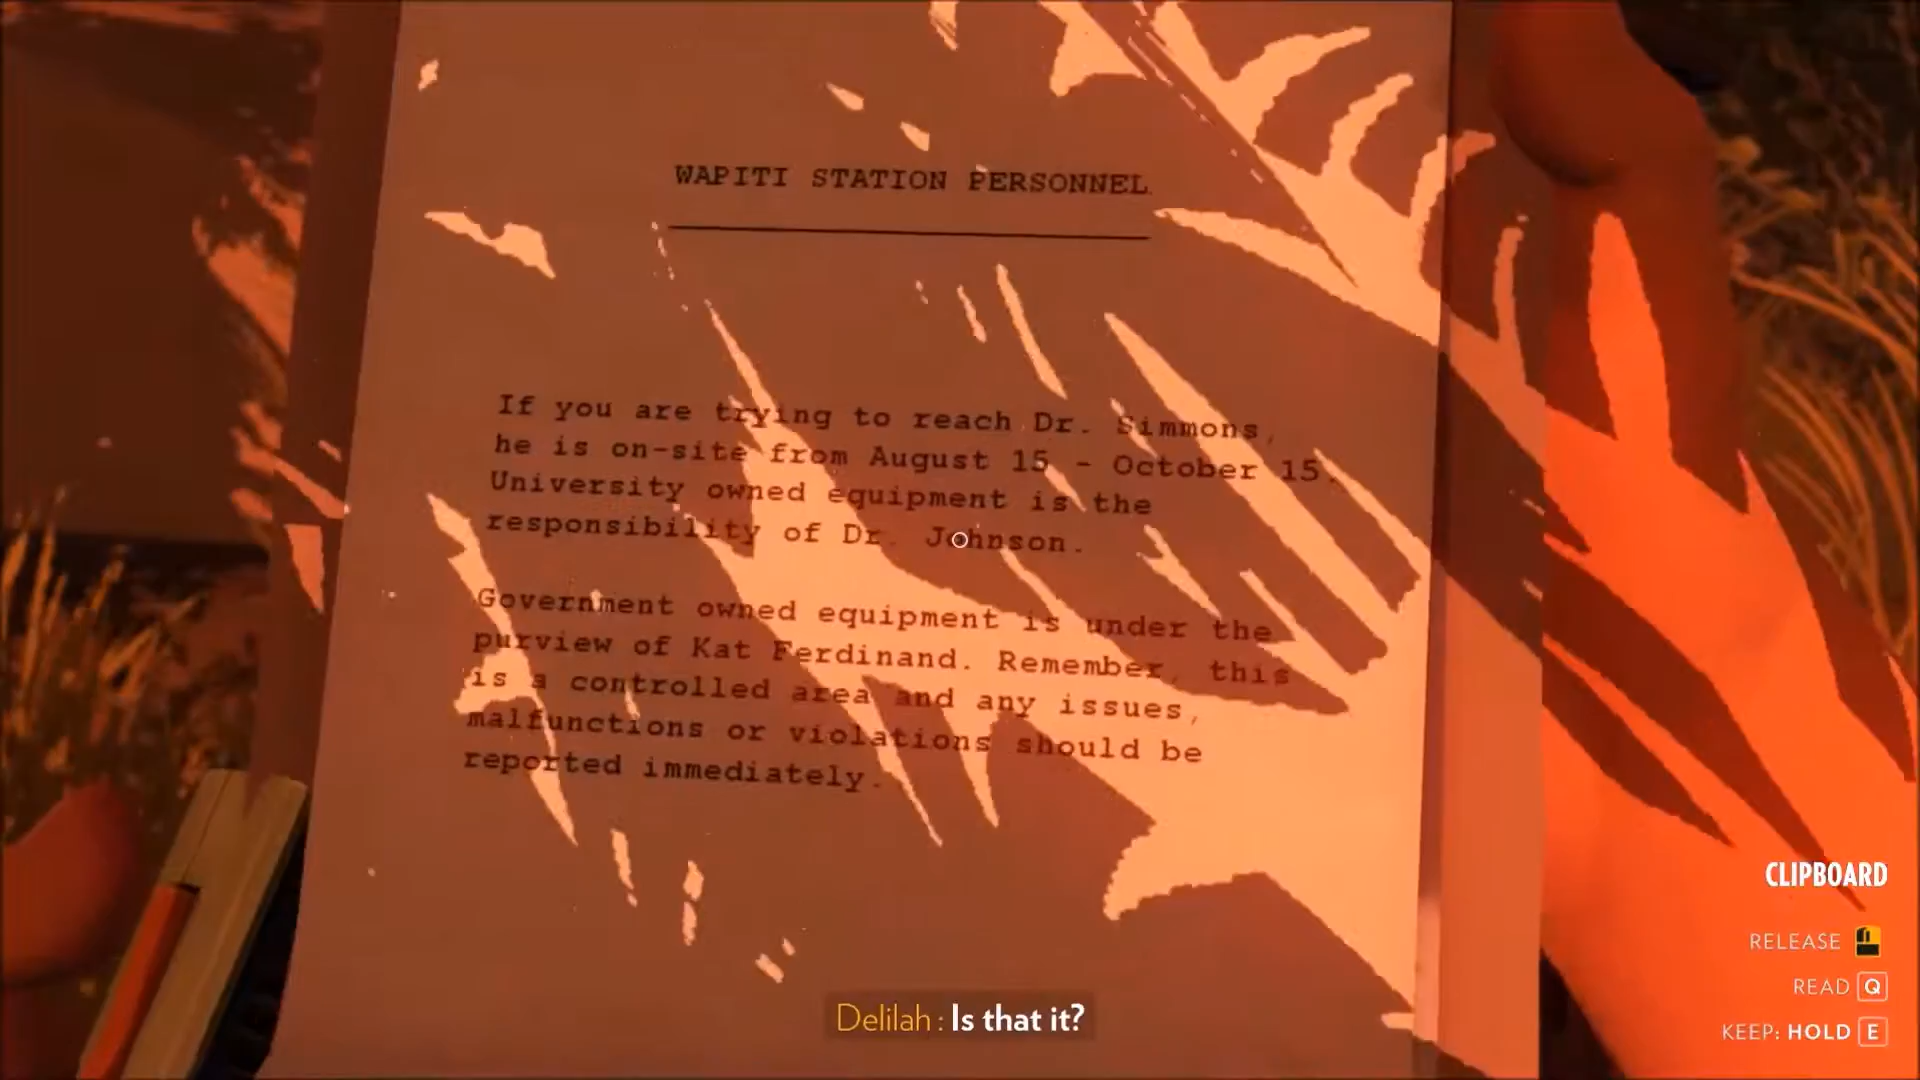 WAPITI STATION PERSONNEL
If you are trying to reach Dr. Simmons,
he is on-site from August 15 - October 15.
University owned equipment is the
responsibility of Dr. Johnson.
Government owned equipment is under the
purview of Kat Ferdinand. Remember, this
is a controlled area and any issues,
malfunctions or violations should be
reported immediately.
CLIPBOARD
RELEASE
READ Q
KEEP: HOLD E
Delilah : Is that it?